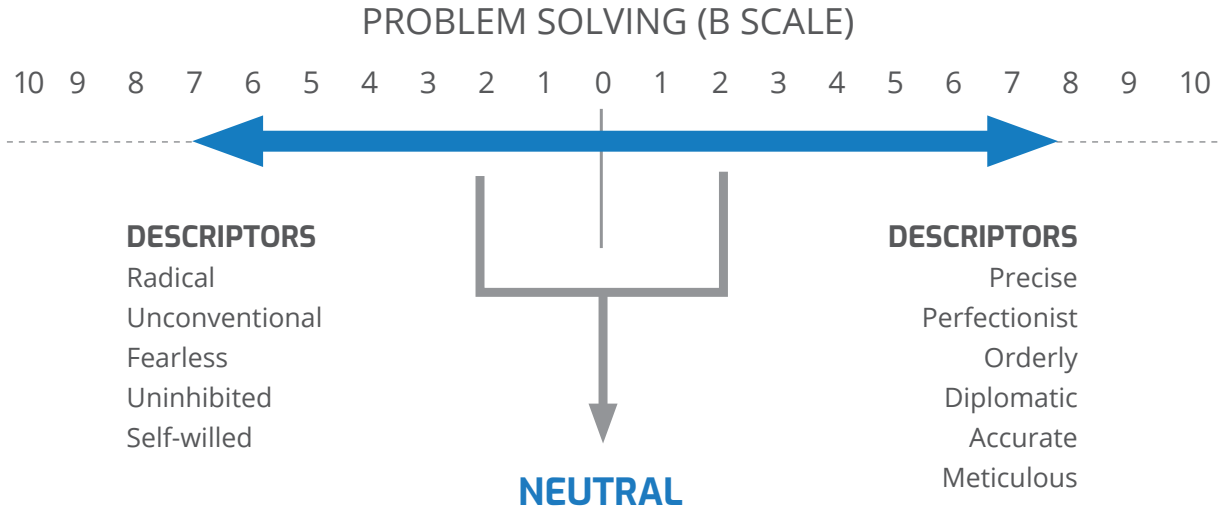 PROBLEM SOLVING (B SCALE)
10 9 8 7 6 5 4 3 2 1 0 1 2 3 4 5 6 7 8 9 10
DESCRIPTORS
Radical
Unconventional
Fearless
Uninhibited
Self-willed
DESCRIPTORS
Precise
Perfectionist
Orderly
Diplomatic
Accurate
Meticulous
NEUTRAL